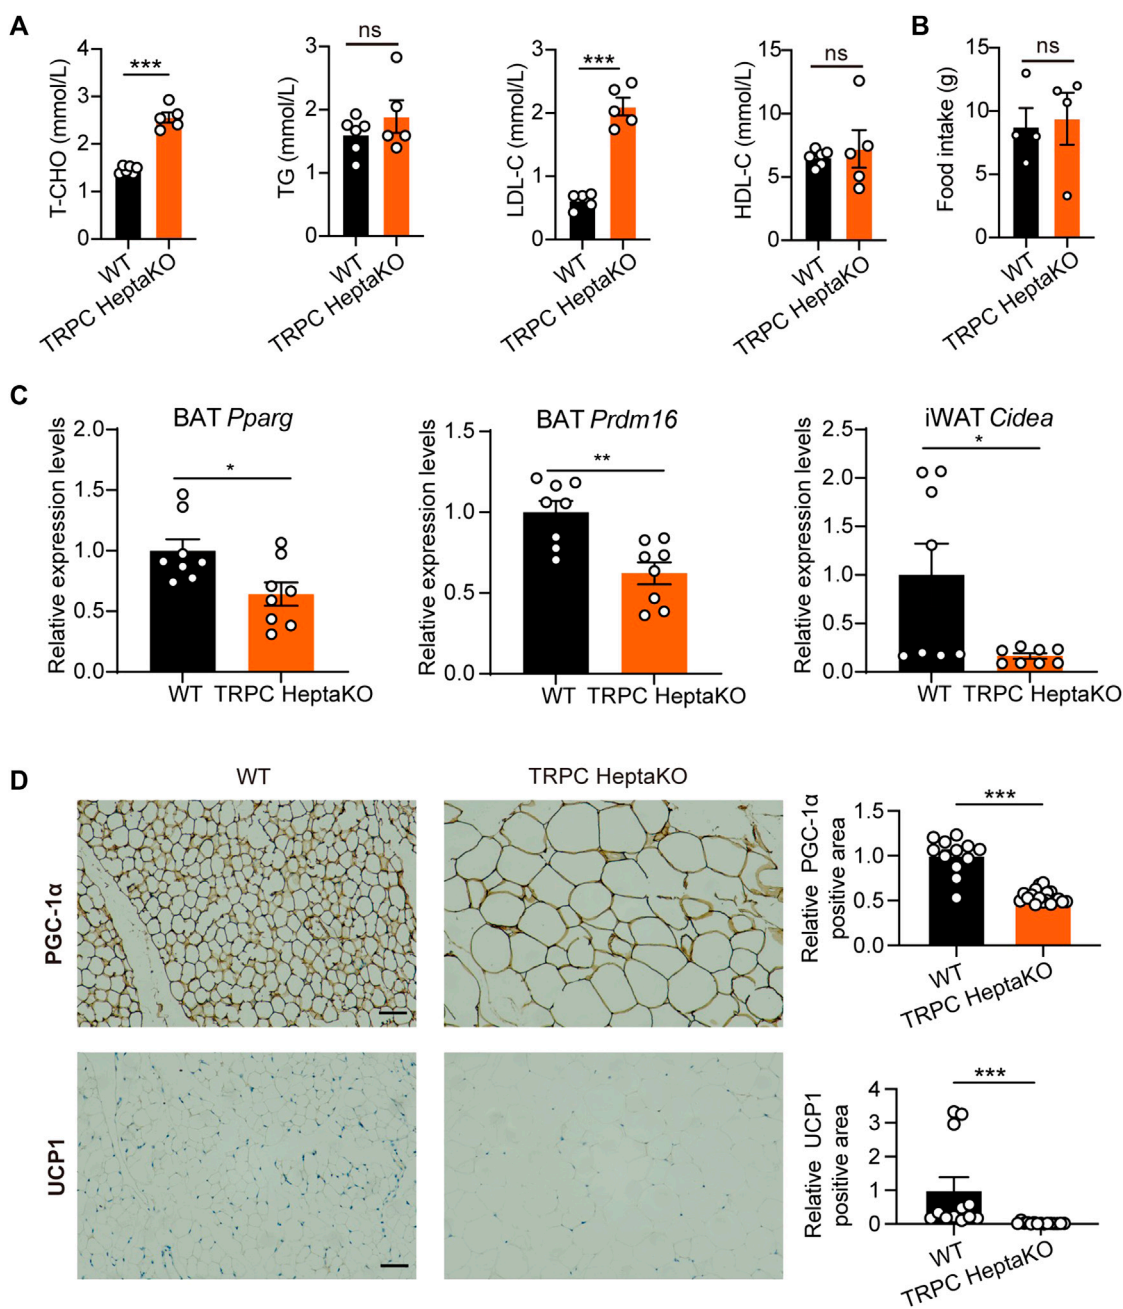 A
B
T-CHO (mmol/L)
4
3
2
1
0
***
WT
TRPC HeptaKO
TG (mmol/L)
3
2
1
0
ns
WT
TRPC HeptaKO
LDL-C (mmol/L)
3
2
1
0
***
WT
TRPC HeptaKO
HDL-C (mmol/L)
15
10
5
0
ns
WT
TRPC HeptaKO
Food intake (g)
15
10
5
0
ns
WT
TRPC HeptaKO
C
BAT Pparg
Relative expression levels
2.0
1.5
1.0
0.5
0.0
*
WT
TRPC HeptaKO
BAT Prdm16
Relative expression levels
1.5
1.0
0.5
0.0
**
WT
TRPC HeptaKO
iWAT Cidea
Relative expression levels
2.5
2.0
1.5
1.0
0.5
0.0
*
WT
TRPC HeptaKO
D
WT
TRPC HeptaKO
PGC-1α
Relative PGC-1α
positive area
1.5
1.0
0.5
0.0
***
WT
TRPC HeptaKO
UCP1
Relative UCP1
positive area
4
3
2
1
0
***
WT
TRPC HeptaKO